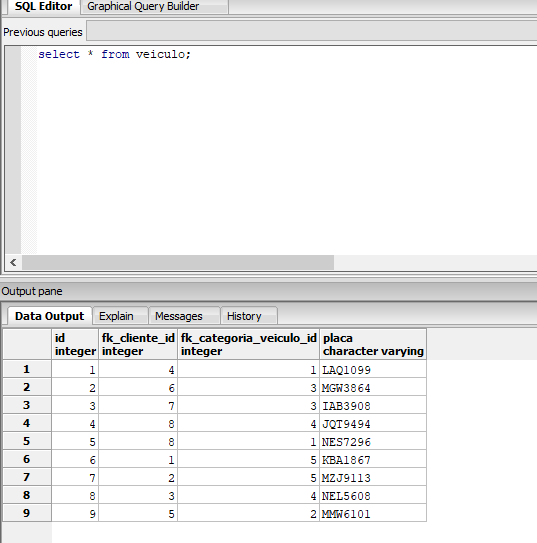 SQL Editor Graphical Query Builder
Previous queries
select * from veiculo;
Output pane
Data Output Explain Messages History
id fk_cliente_id fk_categoria_veiculo_id placa
integer integer integer character varying
1 1 4 1 LAQ1099
2 2 6 3 MGW3864
3 3 7 3 IAB3908
4 4 8 4 JQT9494
5 5 8 1 NES7296
6 6 1 5 KBA1867
7 7 2 5 MZJ9113
8 8 3 4 NEL5608
9 9 5 2 MMW6101